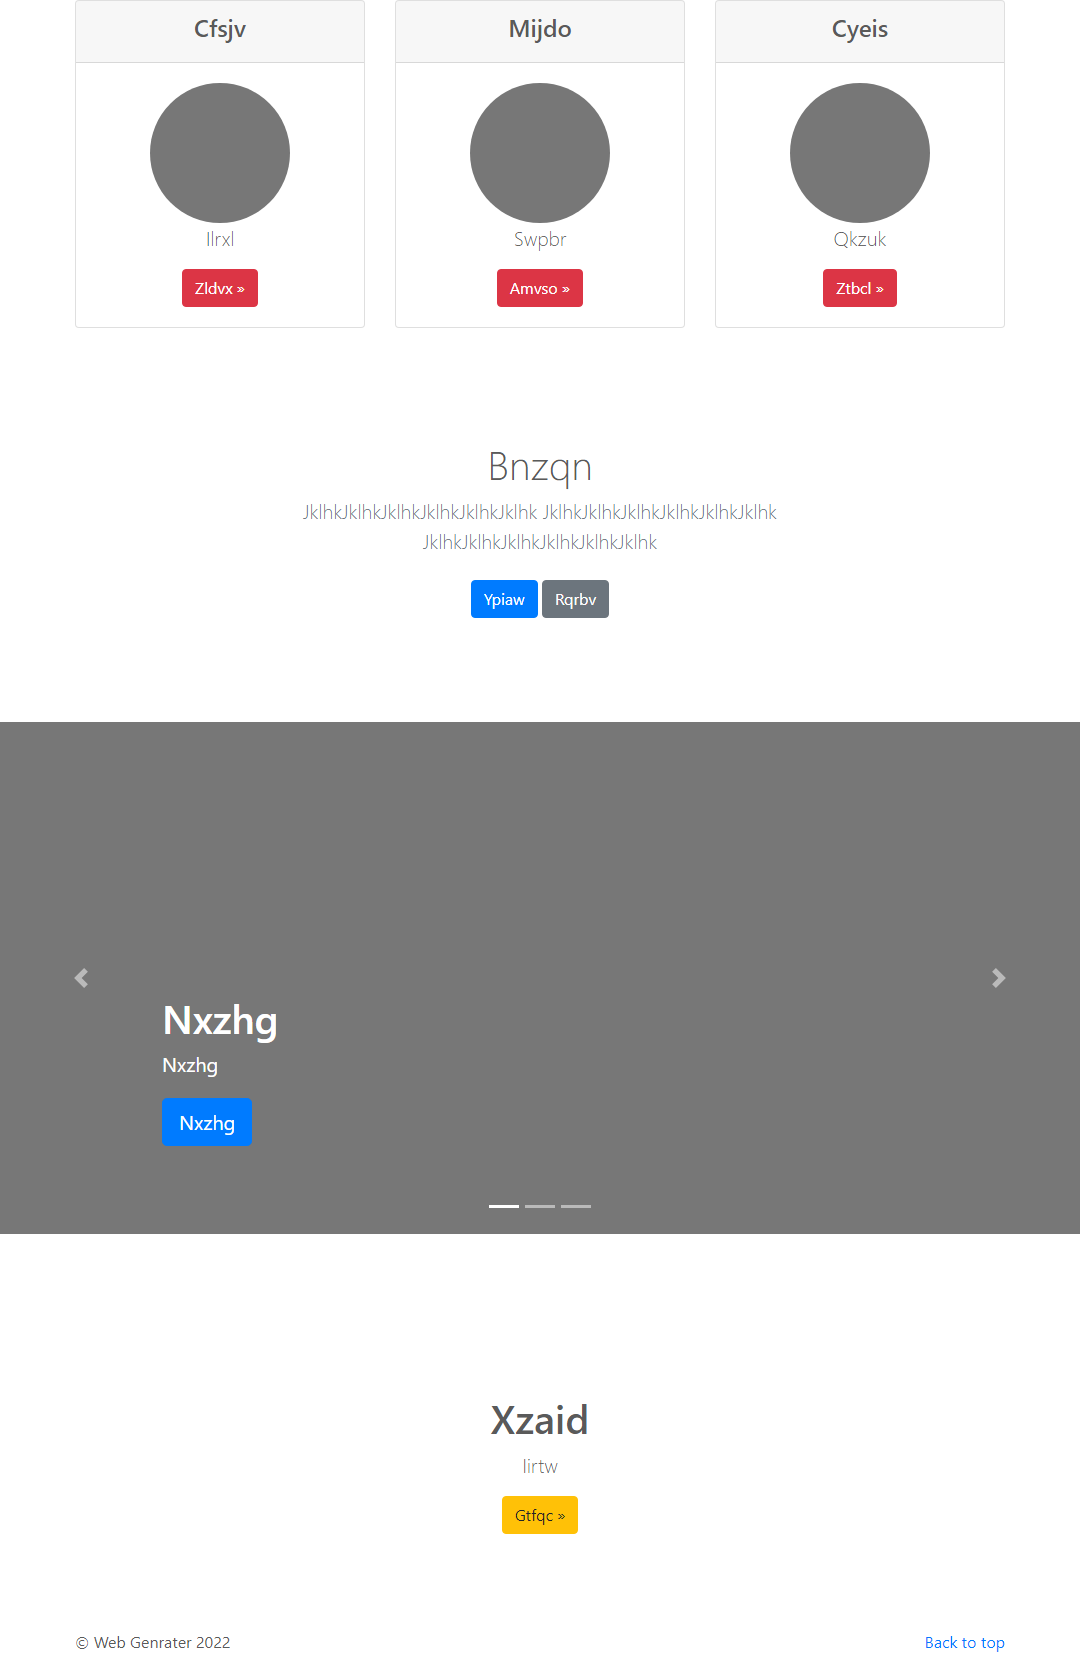 Cfsjv
Mijdo
Cyeis
Ilrxl
Swpbr
Qkzuk
Zldvx »
Amvso »
Ztbcl »
Bnzqn
JklhkJklhkJklhkJklhkJklhkJklhk JklhkJklhkJklhkJklhkJklhkJklhk
JklhkJklhkJklhkJklhkJklhkJklhk
Ypiaw
Rqrbv
Nxzhg
Nxzhg
Nxzhg
Xzaid
Iirtw
Gtfqc »
© Web Genrater 2022
Back to top